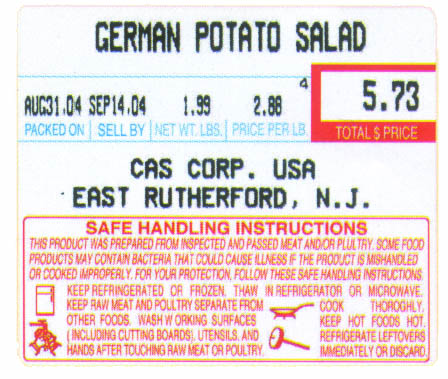 GERMAN POTATO SALAD
4
AUG31.04 SEP14.04 1.99 2.88 5.73
PACKED ON SELL BY NET WT. LBS. PRICE PER LB. TOTAL $ PRICE
CAS CORP. USA
EAST RUTHERFORD, N.J.
SAFE HANDLING INSTRUCTIONS
THIS PRODUCT WAS PREPARED FROM INSPECTED AND PASSED MEAT AND/OR PLULTRY. SOME FOOD
PRODUCTS MAY CONTAIN BACTERIA THAT COULD CAUSE ILLNESS IF THE PRODUCT IS MISHANDLED
OR COOKED IMPROPERLY. FOR YOUR PROTECTION, FOLLOW THESE SAFE HANDLING INSTRUCTIONS.
KEEP REFRINGERATED OR FROZEN. THAW IN REFRIGERATOR OR MICROWAVE.
KEEP RAW MEAT AND POULTRY SEPARATE FROM
OTHER FOODS. WASH W ORKING SURFACES
( INCLUDING CUTTING BOARDS). UTENSILS, AND
HANDS AFTER TOUCHING RAW MEAT OR POULTRY.
COOK THOROGHLY.
KEEP HOT FOODS HOT.
REFRIGERATE LEFTOVERS
IMMEDIATELY OR DISCARD.